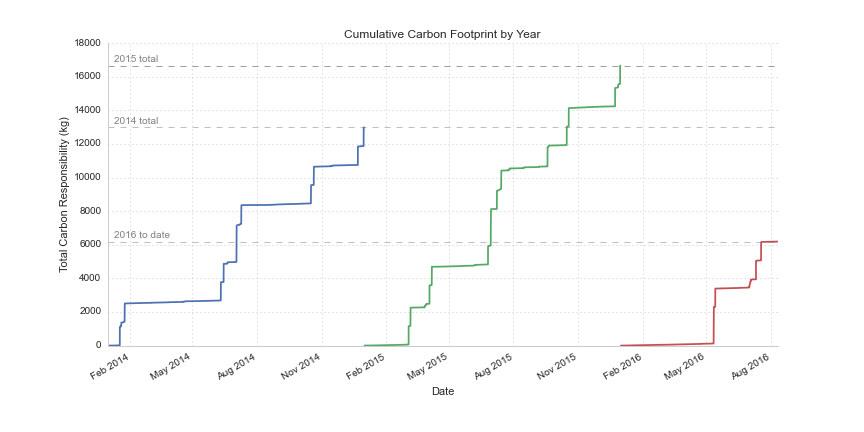 Cumulative Carbon Footprint by Year
Total Carbon Responsibility (kg)
18000
16000
14000
12000
10000
8000
6000
4000
2000
0
2015 total
2014 total
2016 to date
Feb 2014
May 2014
Aug 2014
Nov 2014
Feb 2015
May 2015
Aug 2015
Nov 2015
Feb 2016
May 2016
Aug 2016
Date